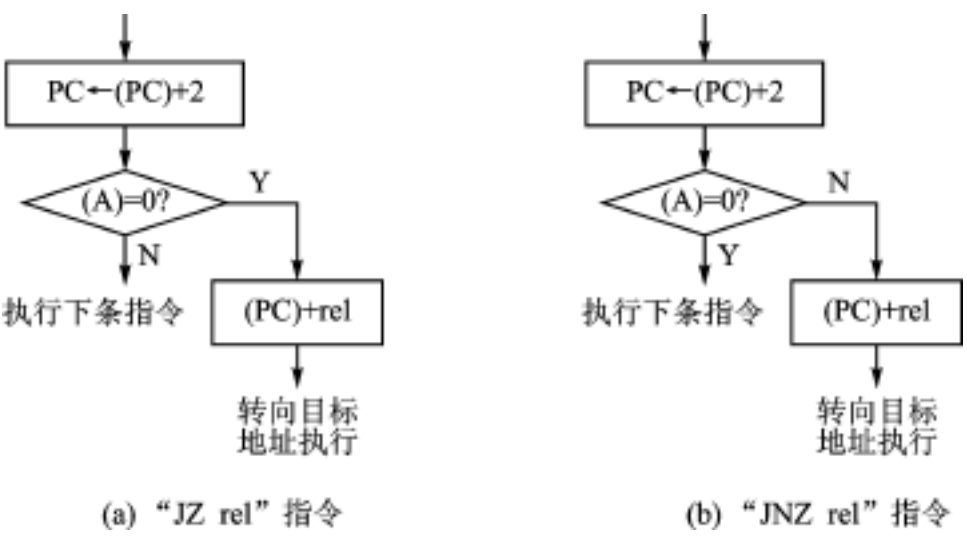 PC←(PC)+2
(A)=0?
Y
N
执行下条指令
(PC)+rel
转向目标
地址执行
(a) “JZ rel”指令
PC←(PC)+2
(A)=0?
N
Y
执行下条指令
(PC)+rel
转向目标
地址执行
(b) “JNZ rel”指令